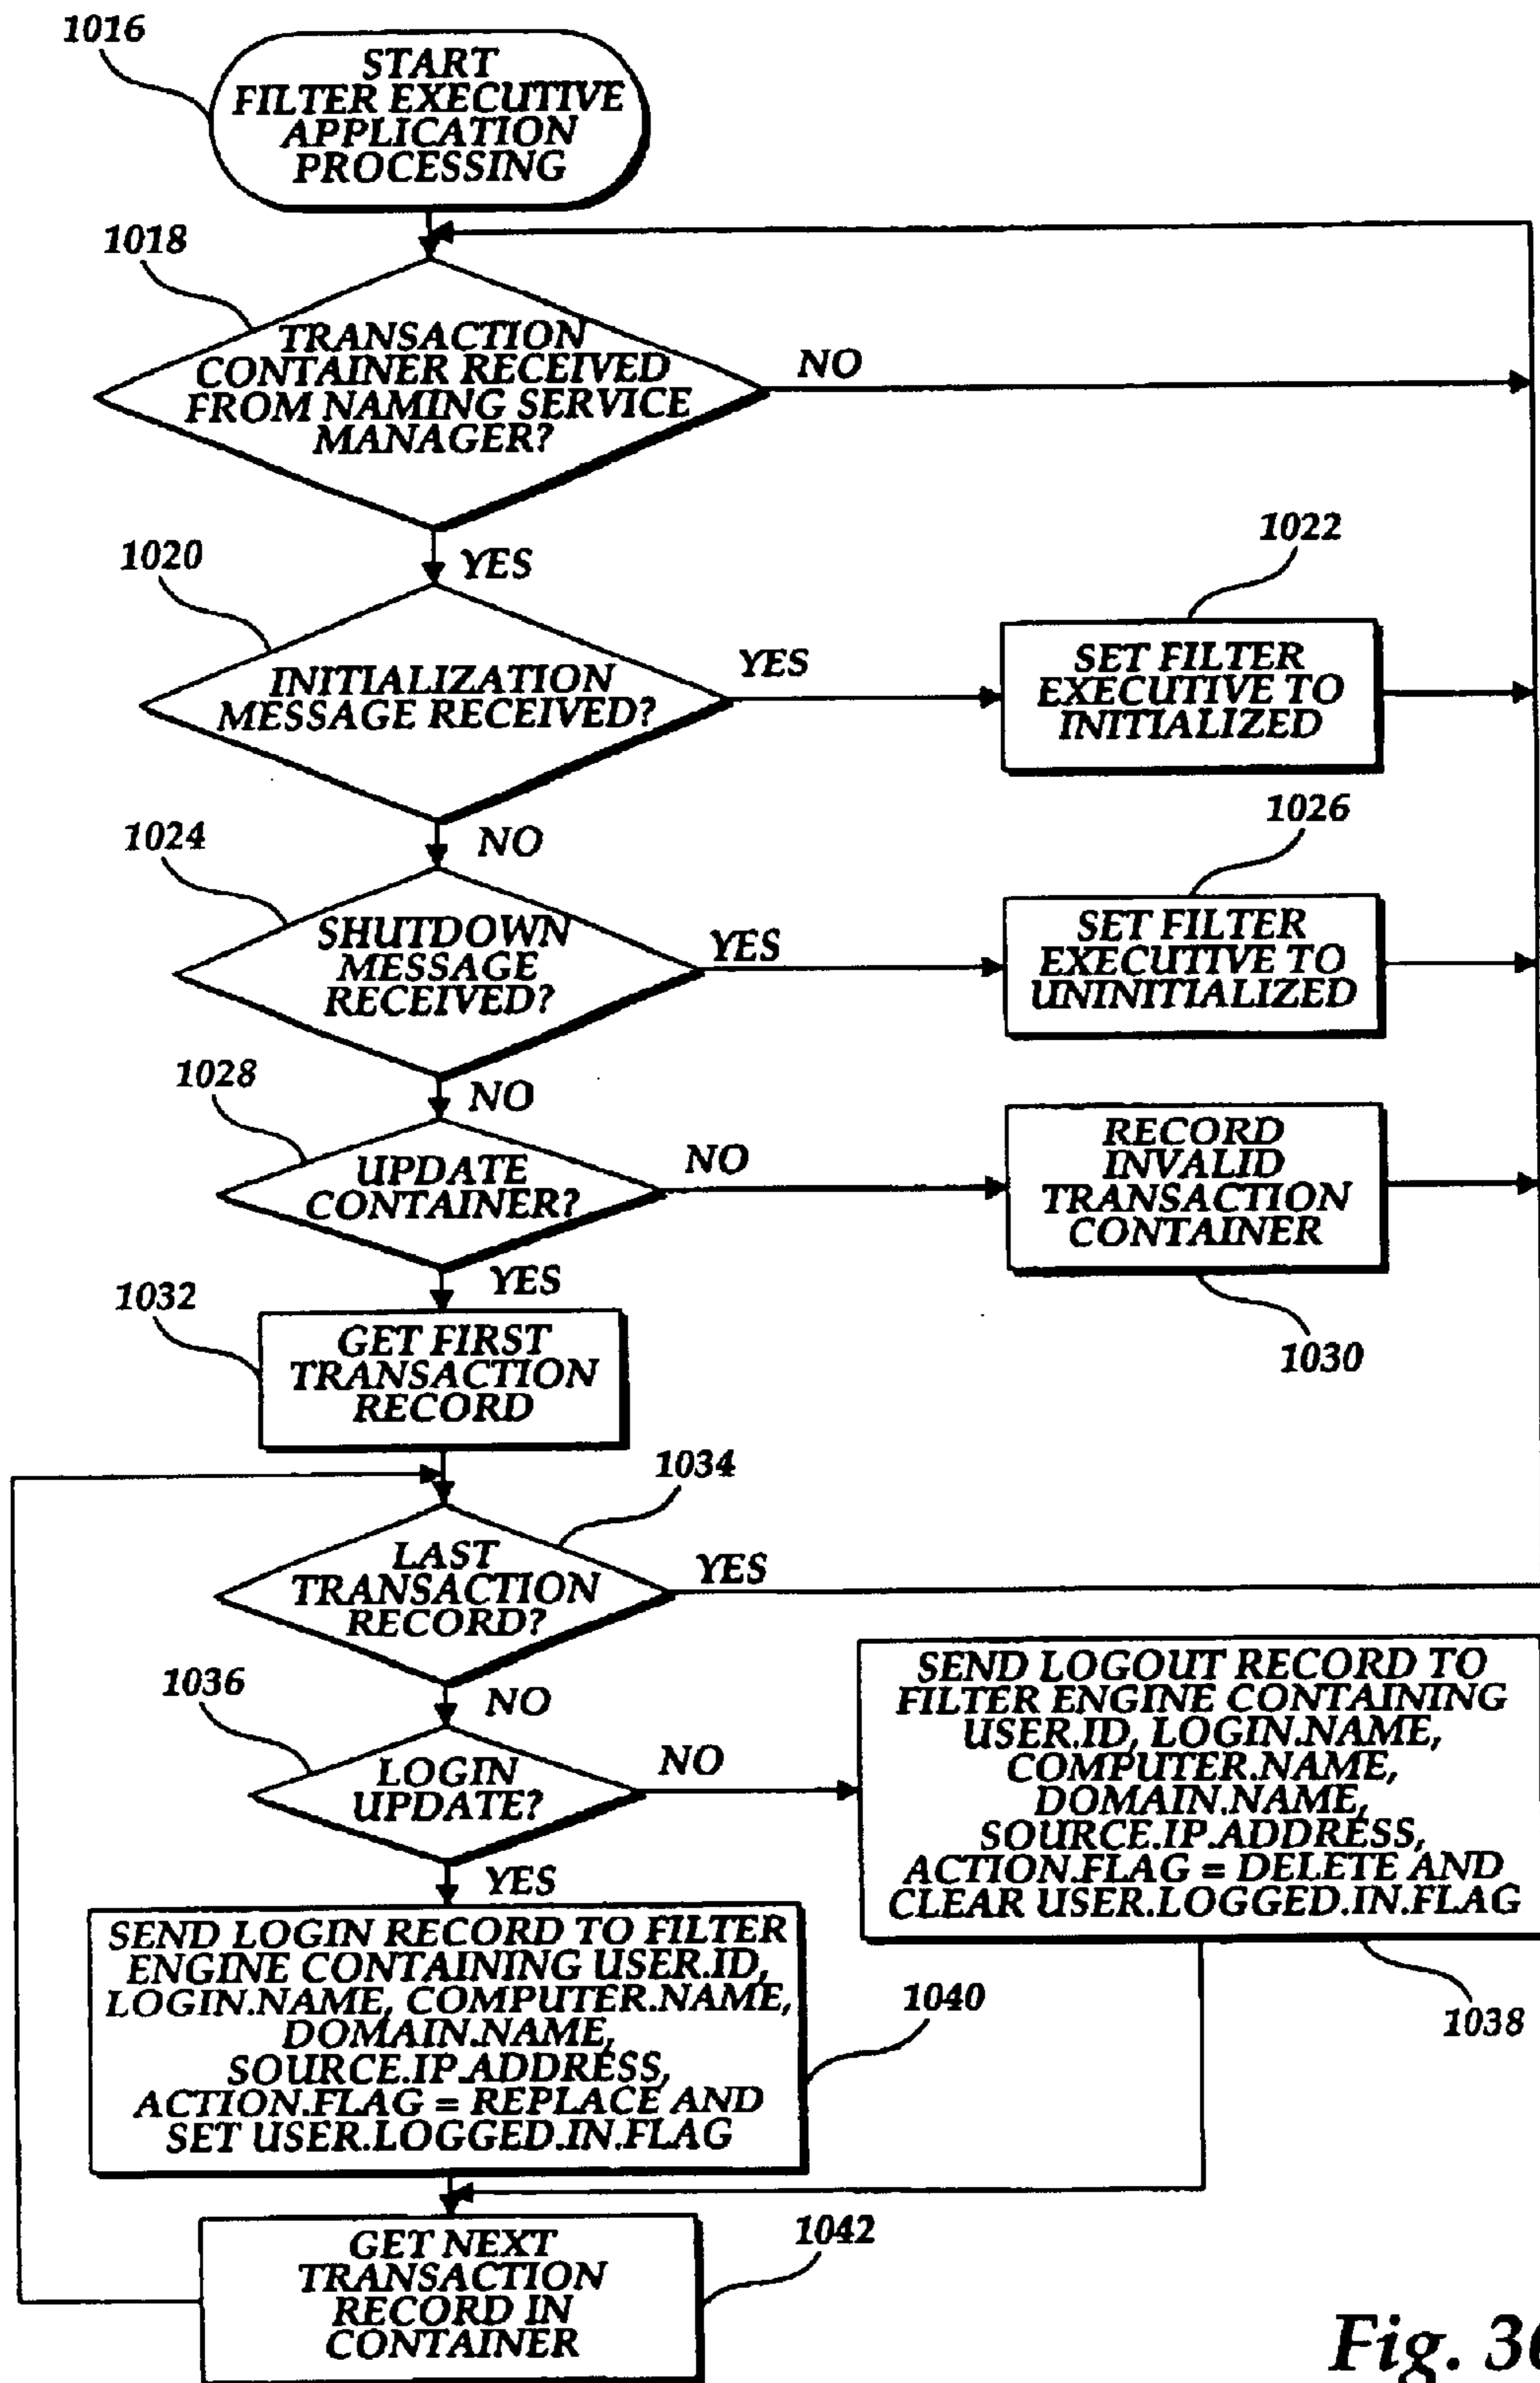 1016
START
FILTER EXECUTIVE
APPLICATION
PROCESSING
1018
TRANSACTION
CONTAINER RECEIVED
FROM NAMING SERVICE
MANAGER?
NO
YES
1020
INITIALIZATION
MESSAGE RECEIVED?
YES
1022
SET FILTER
EXECUTIVE TO
INITIALIZED
NO
1024
SHUTDOWN
MESSAGE
RECEIVED?
YES
1026
SET FILTER
EXECUTIVE TO
UNINITIALIZED
NO
1028
UPDATE
CONTAINER?
NO
RECORD
INVALID
TRANSACTION
CONTAINER
1030
YES
1032
GET FIRST
TRANSACTION
RECORD
1034
LAST
TRANSACTION
RECORD?
YES
NO
1036
LOGIN
UPDATE?
NO
SEND LOGOUT RECORD TO
FILTER ENGINE CONTAINING
USER.ID, LOGIN.NAME,
COMPUTER.NAME,
DOMAIN.NAME,
SOURCE.IP.ADDRESS,
ACTION.FLAG = DELETE AND
CLEAR USER.LOGGED.IN.FLAG
1038
YES
SEND LOGIN RECORD TO FILTER
ENGINE CONTAINING USER.ID,
LOGIN.NAME, COMPUTER.NAME,
DOMAIN.NAME,
SOURCE.IP.ADDRESS,
ACTION.FLAG = REPLACE AND
SET USER.LOGGED.IN.FLAG
1040
GET NEXT
TRANSACTION
RECORD IN
CONTAINER
1042
Fig.